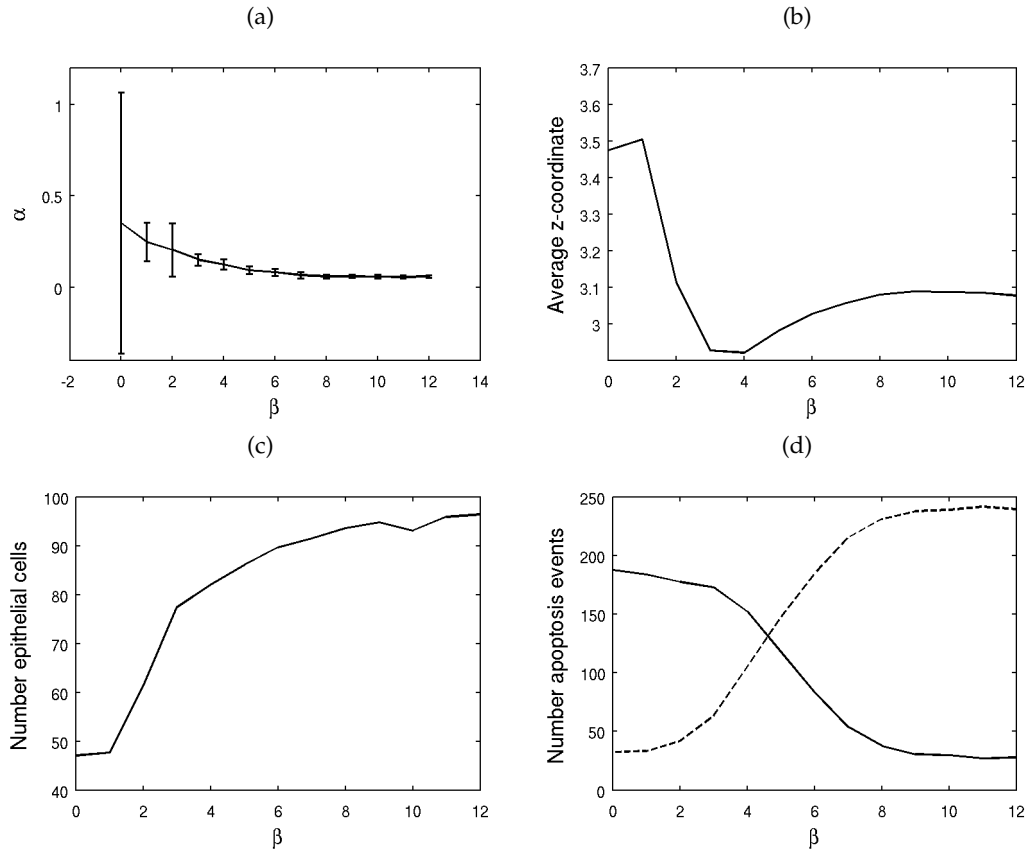 (a)
1
0.5
0
α
-2 0 2 4 6 8 10 12 14
β
(b)
3.7
3.6
3.5
3.4
3.3
3.2
3.1
3
Average z-coordinate
0 2 4 6 8 10 12
β
(c)
100
90
80
70
60
50
40
Number epithelial cells
0 2 4 6 8 10 12
β
(d)
250
200
150
100
50
0
Number apoptosis events
0 2 4 6 8 10 12
β